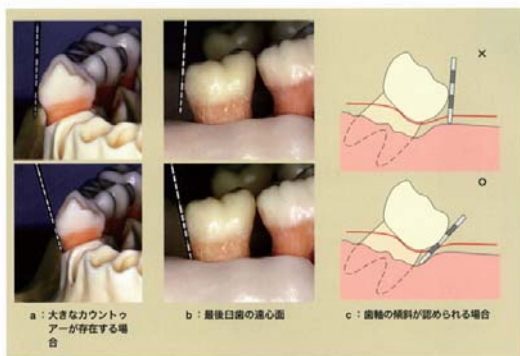 ×
○
a：大きなカウントゥ
アーが存在する場
合
b：最後臼歯の遠心面
c：歯軸の傾斜が認められる場合